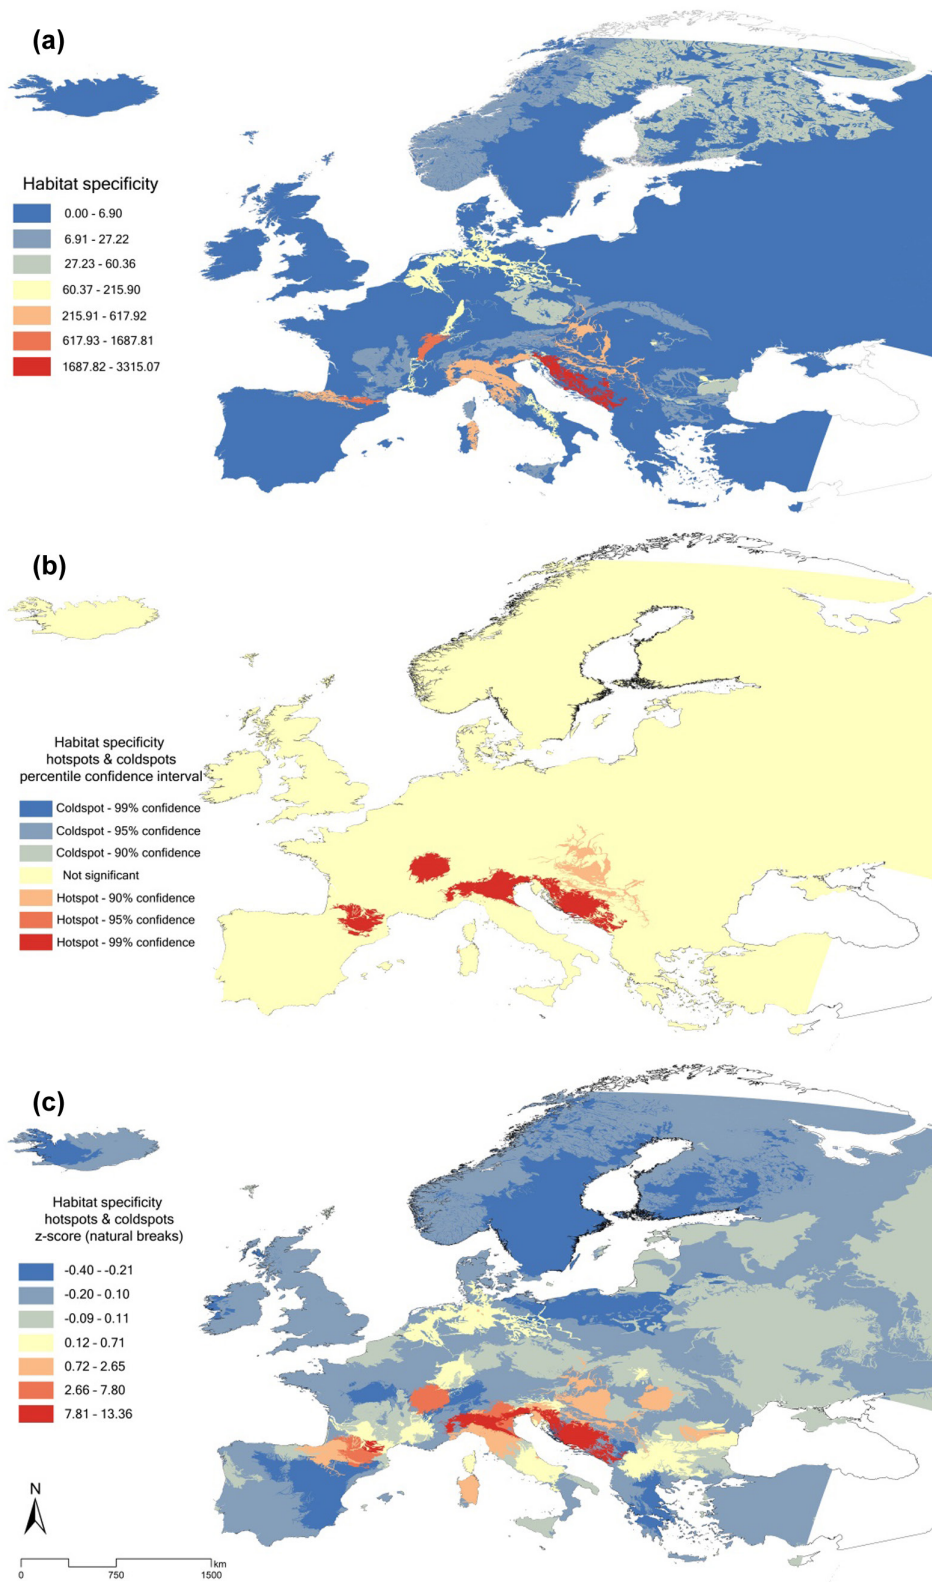 (a)
Habitat specificity
0.00 - 6.90
6.91 - 27.22
27.23 - 60.36
60.37 - 215.90
215.91 - 617.92
617.93 - 1687.81
1687.82 - 3315.07
(b)
Habitat specificity
hotspots & coldspots
percentile confidence interval
Coldspot - 99% confidence
Coldspot - 95% confidence
Coldspot - 90% confidence
Not significant
Hotspot - 90% confidence
Hotspot - 95% confidence
Hotspot - 99% confidence
(c)
Habitat specificity
hotspots & coldspots
z-score (natural breaks)
-0.40 - -0.21
-0.20 - 0.10
-0.09 - 0.11
0.12 - 0.71
0.72 - 2.65
2.66 - 7.80
7.81 - 13.36
N
km
0 750 1500